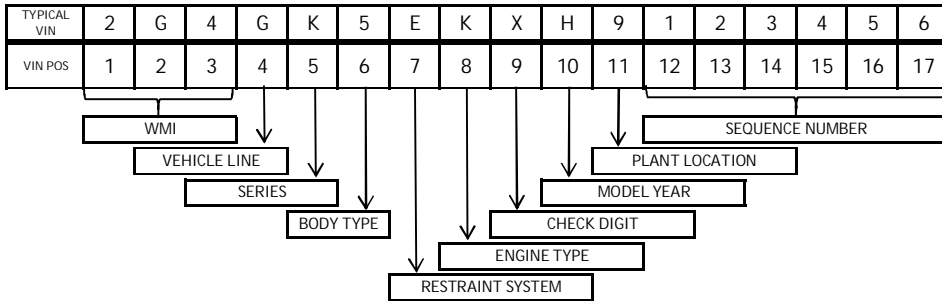 TYPICAL VIN 2 G 4 G K 5 E K X H 9 1 2 3 4 5 6
VIN POS 1 2 3 4 5 6 7 8 9 10 11 12 13 14 15 16 17
WMI SEQUENCE NUMBER
VEHICLE LINE PLANT LOCATION
SERIES MODEL YEAR
BODY TYPE CHECK DIGIT
ENGINE TYPE
RESTRAINT SYSTEM